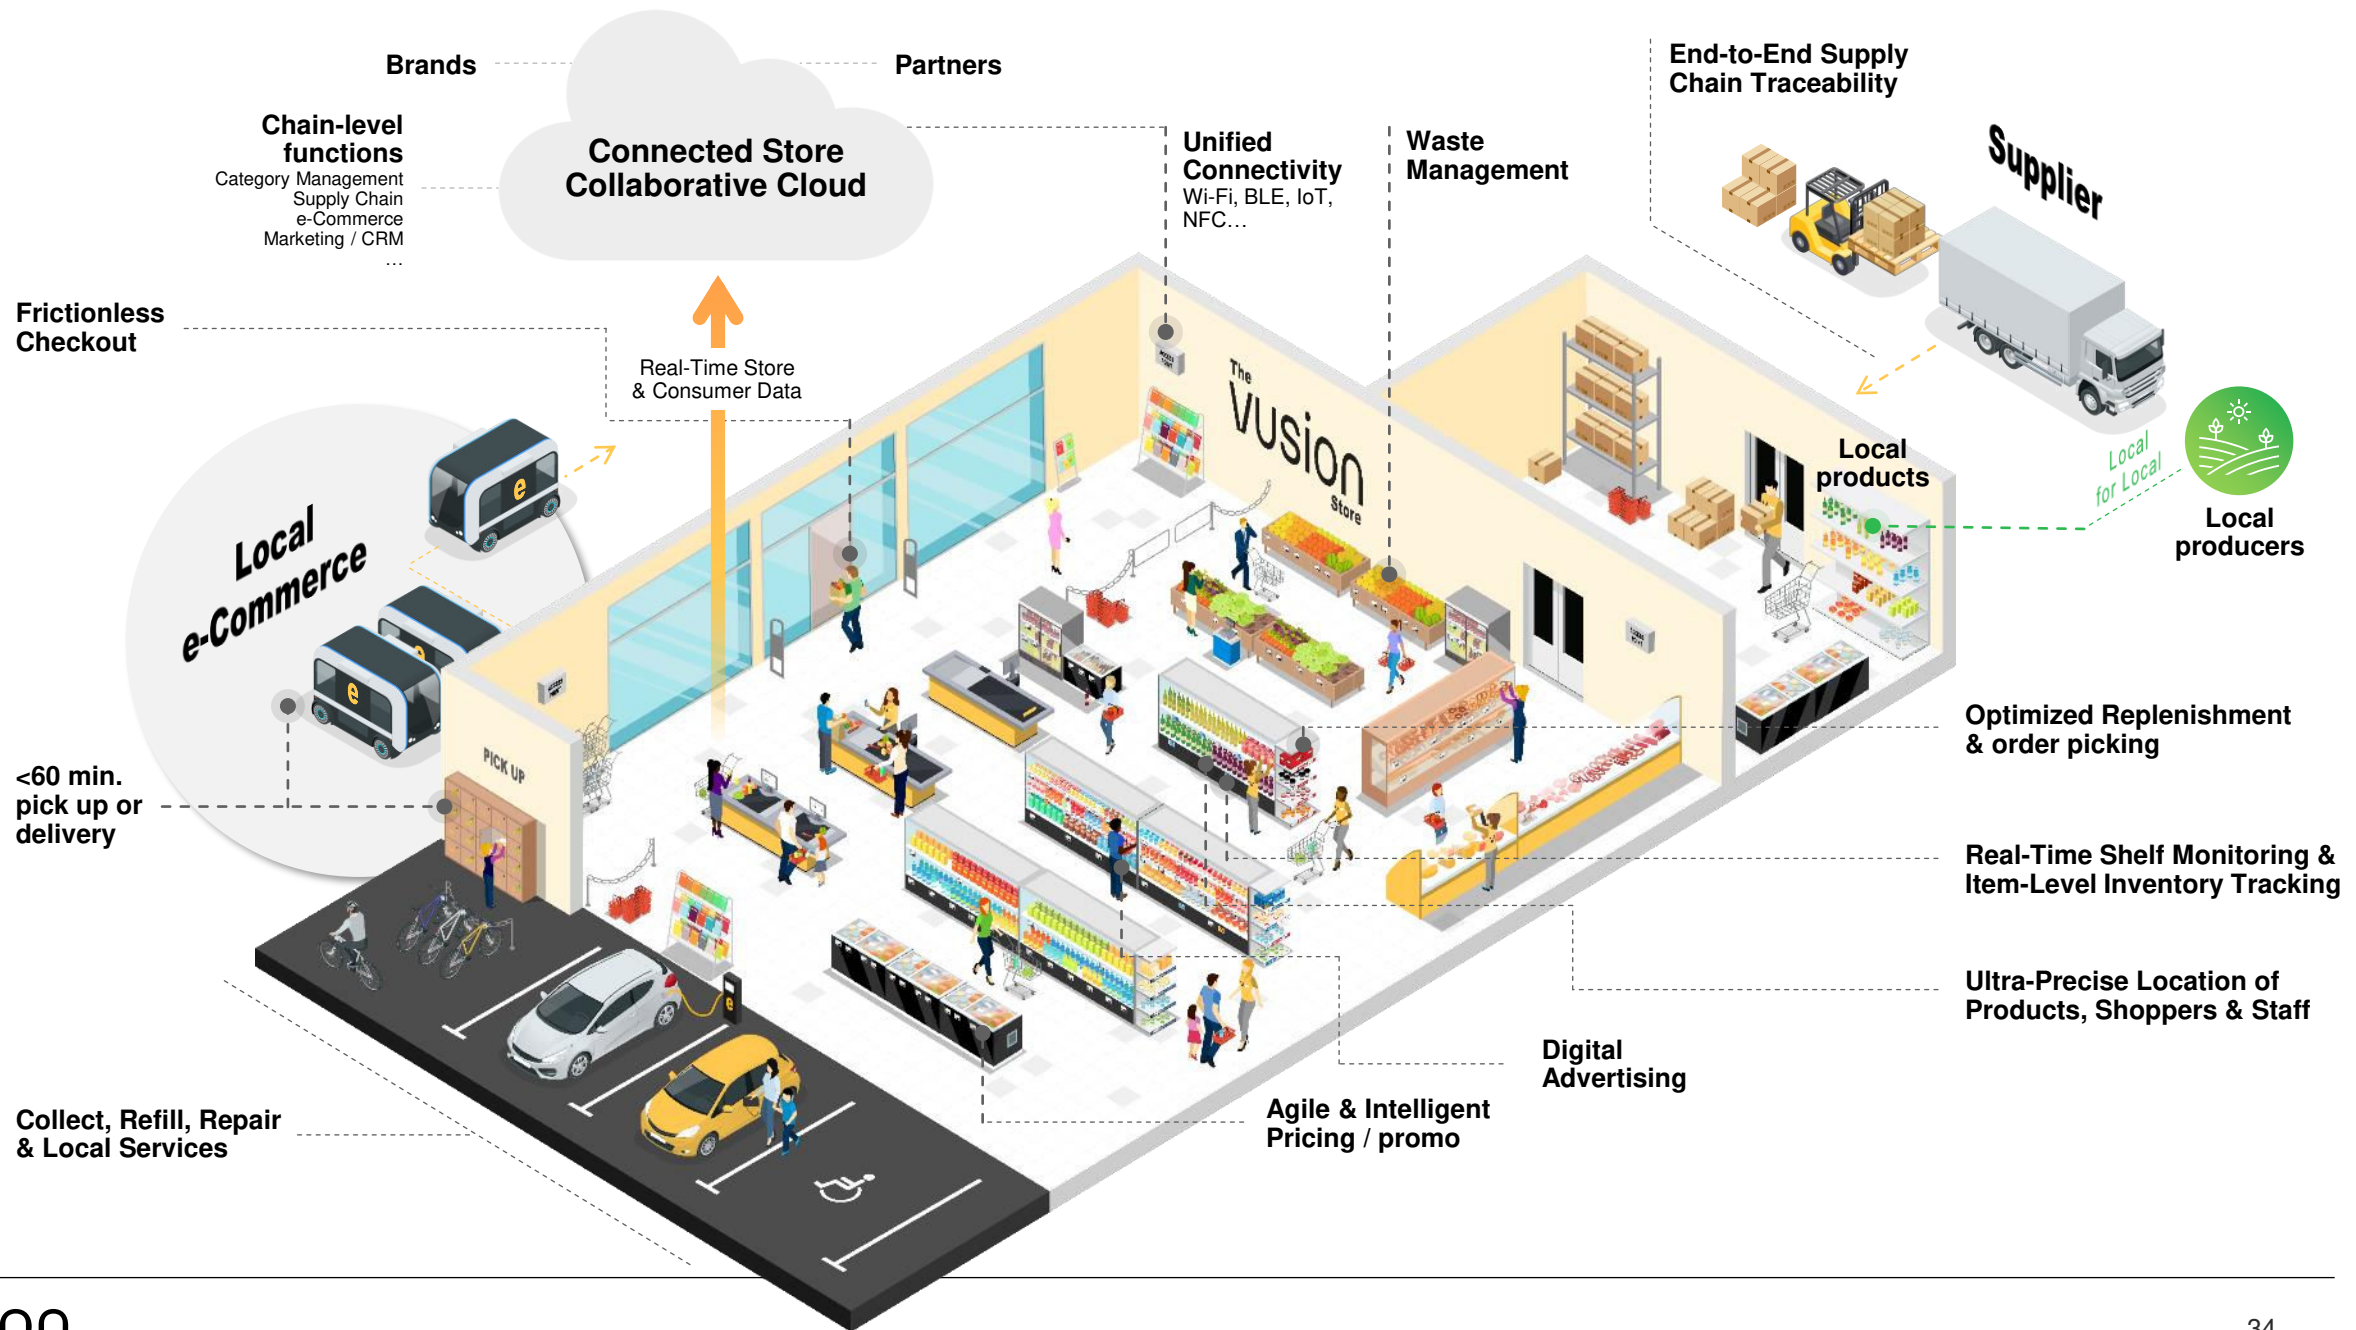 Brands
Partners
End-to-End Supply
Chain Traceability
Chain-level
functions
Category Management
Supply Chain
e-Commerce
Marketing / CRM
…
Connected Store
Collaborative Cloud
Unified
Connectivity
Wi-Fi, BLE, IoT,
NFC…
Waste
Management
Supplier
Frictionless
Checkout
Real-Time Store
& Consumer Data
The
Vusion
Store
Local
products
Local
for Local
Local
producers
Local
e-Commerce
e
e
e
PICK UP
<60 min.
pick up or
delivery
Optimized Replenishment
& order picking
Real-Time Shelf Monitoring &
Item-Level Inventory Tracking
Ultra-Precise Location of
Products, Shoppers & Staff
e
Digital
Advertising
Agile & Intelligent
Pricing / promo
Collect, Refill, Repair
& Local Services
34